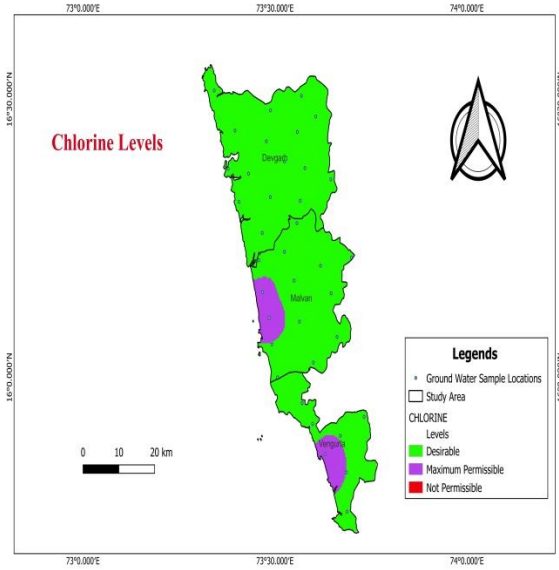 73°0.000'E 73°30.000'E 74°0.000'E
16°30.000'N
Chlorine Levels
Devgadh
Malvan
Vengurla
16°0.000'N
Legends
Ground Water Sample Locations
Study Area
CHLORINE
Levels
Desirable
Maximum Permissible
Not Permissible
0 10 20 km
73°0.000'E 73°30.000'E 74°0.000'E